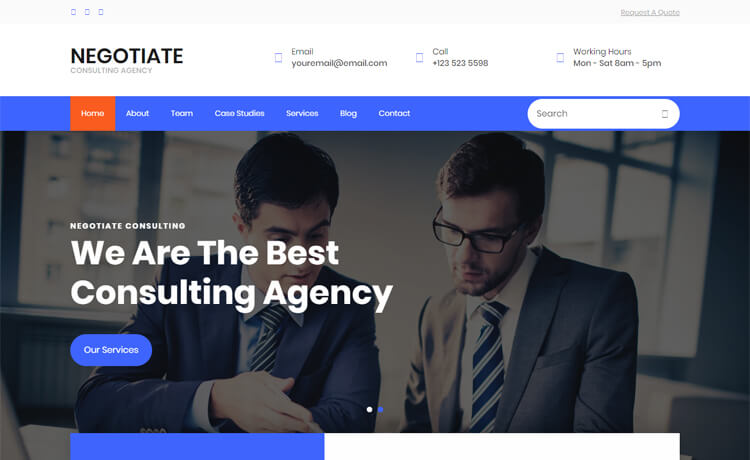 Request A Quote
NEGOTIATE
CONSULTING AGENCY
Email
youremail@email.com
Call
+123 523 5598
Working Hours
Mon - Sat 8am - 5pm
Home
About
Team
Case Studies
Services
Blog
Contact
Search
NEGOTIATE CONSULTING
We Are The Best
Consulting Agency
Our Services